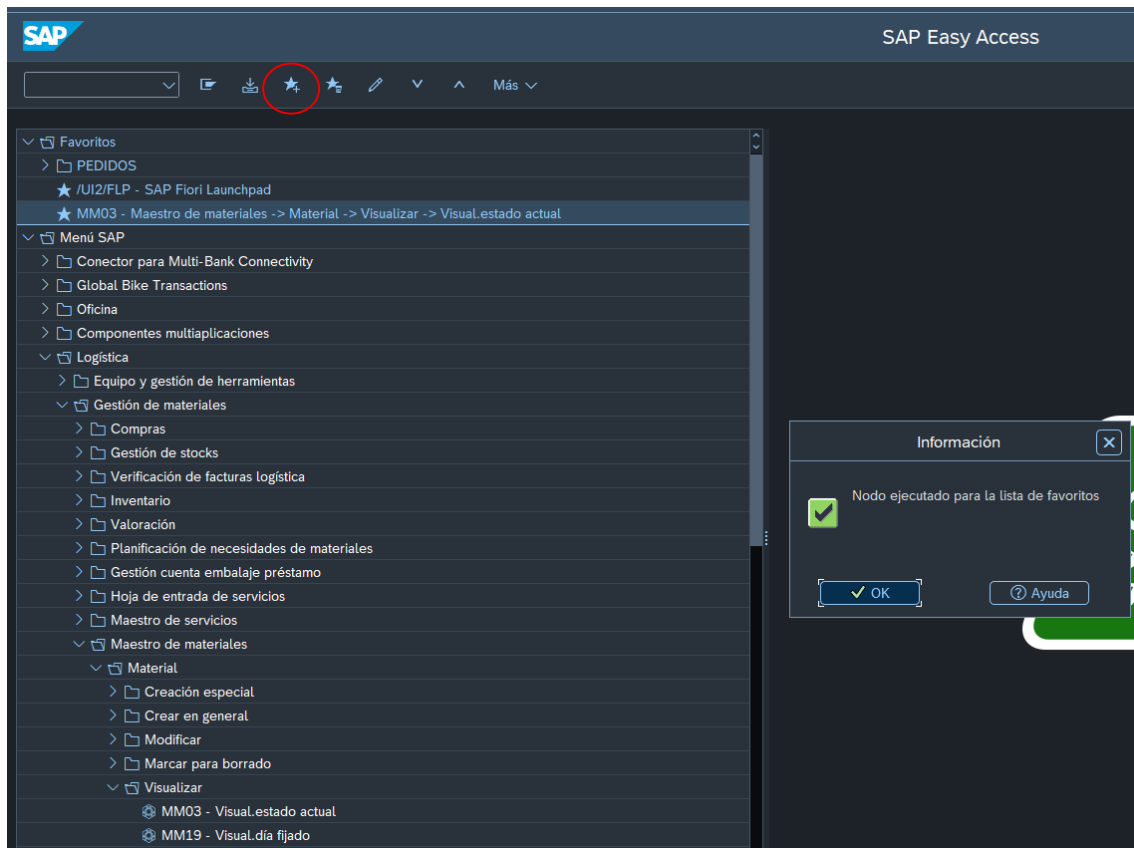 SAP
SAP Easy Access
Más
Favoritos
PEDIDOS
/UI2/FLP - SAP Fiori Launchpad
MM03 - Maestro de materiales -> Material -> Visualizar -> Visual.estado actual
Menú SAP
Conector para Multi-Bank Connectivity
Global Bike Transactions
Oficina
Componentes multiaplicaciones
Logística
Equipo y gestión de herramientas
Gestión de materiales
Compras
Gestión de stocks
Verificación de facturas logística
Inventario
Valoración
Planificación de necesidades de materiales
Gestión cuenta embalaje préstamo
Hoja de entrada de servicios
Maestro de servicios
Maestro de materiales
Material
Creación especial
Crear en general
Modificar
Marcar para borrado
Visualizar
MM03 - Visual.estado actual
MM19 - Visual.día fijado
Información
Nodo ejecutado para la lista de favoritos
OK
Ayuda